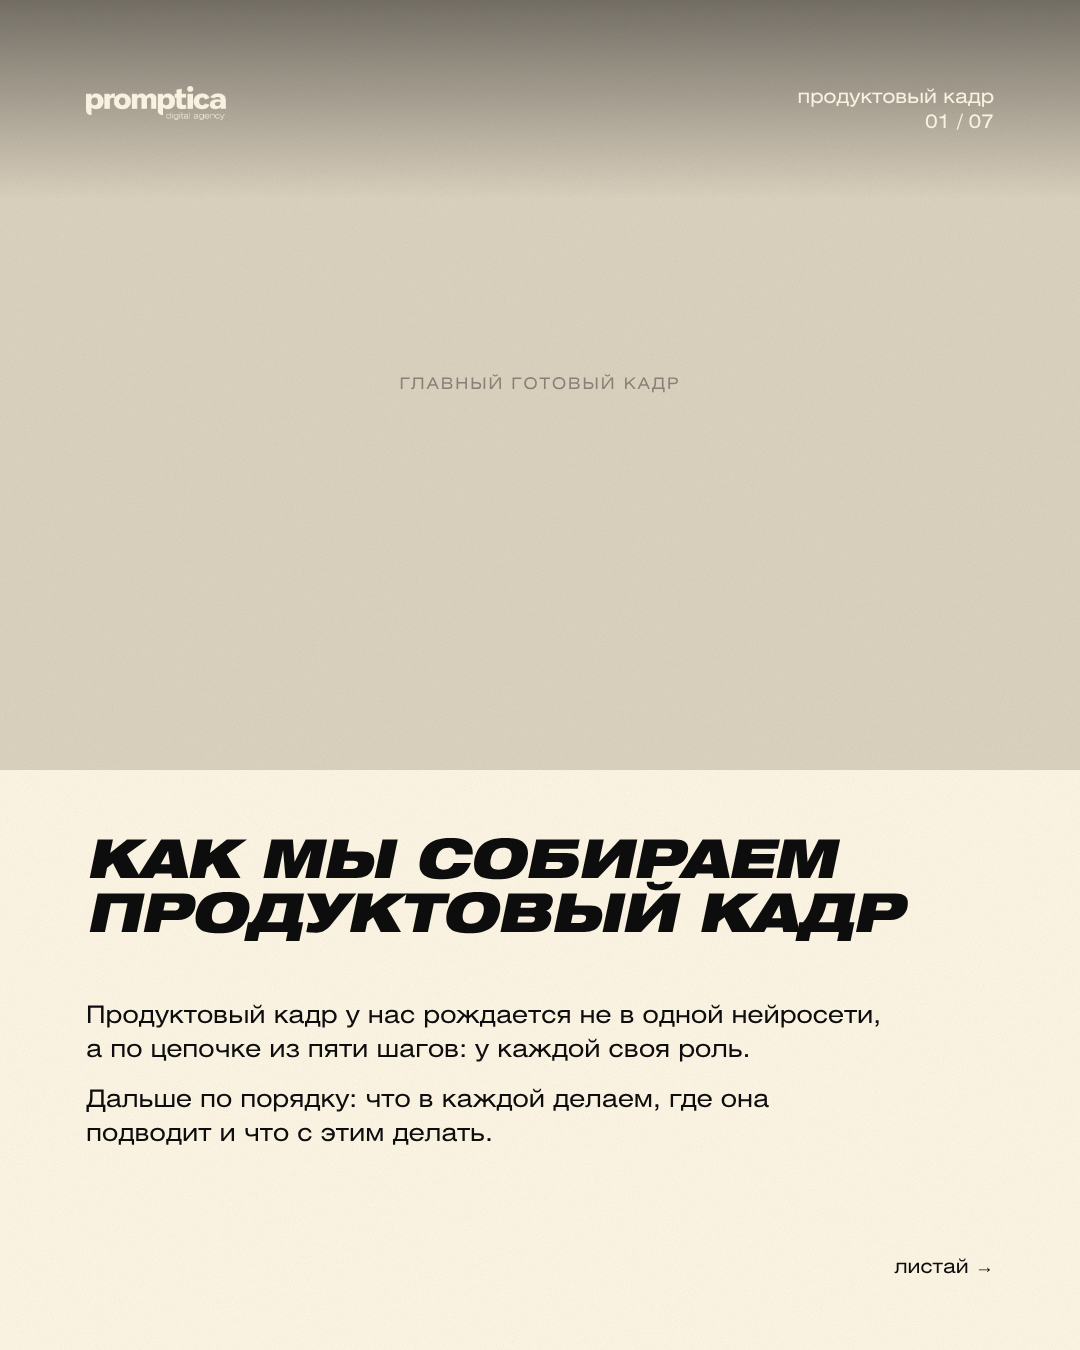 promptica
digital agency
продуктовый кадр
01 / 07
ГЛАВНЫЙ ГОТОВЫЙ КАДР
КАК МЫ СОБИРАЕМ
ПРОДУКТОВЫЙ КАДР
Продуктовый кадр у нас рождается не в одной нейросети,
а по цепочке из пяти шагов: у каждой своя роль.
Дальше по порядку: что в каждой делаем, где она
подводит и что с этим делать.
листай →